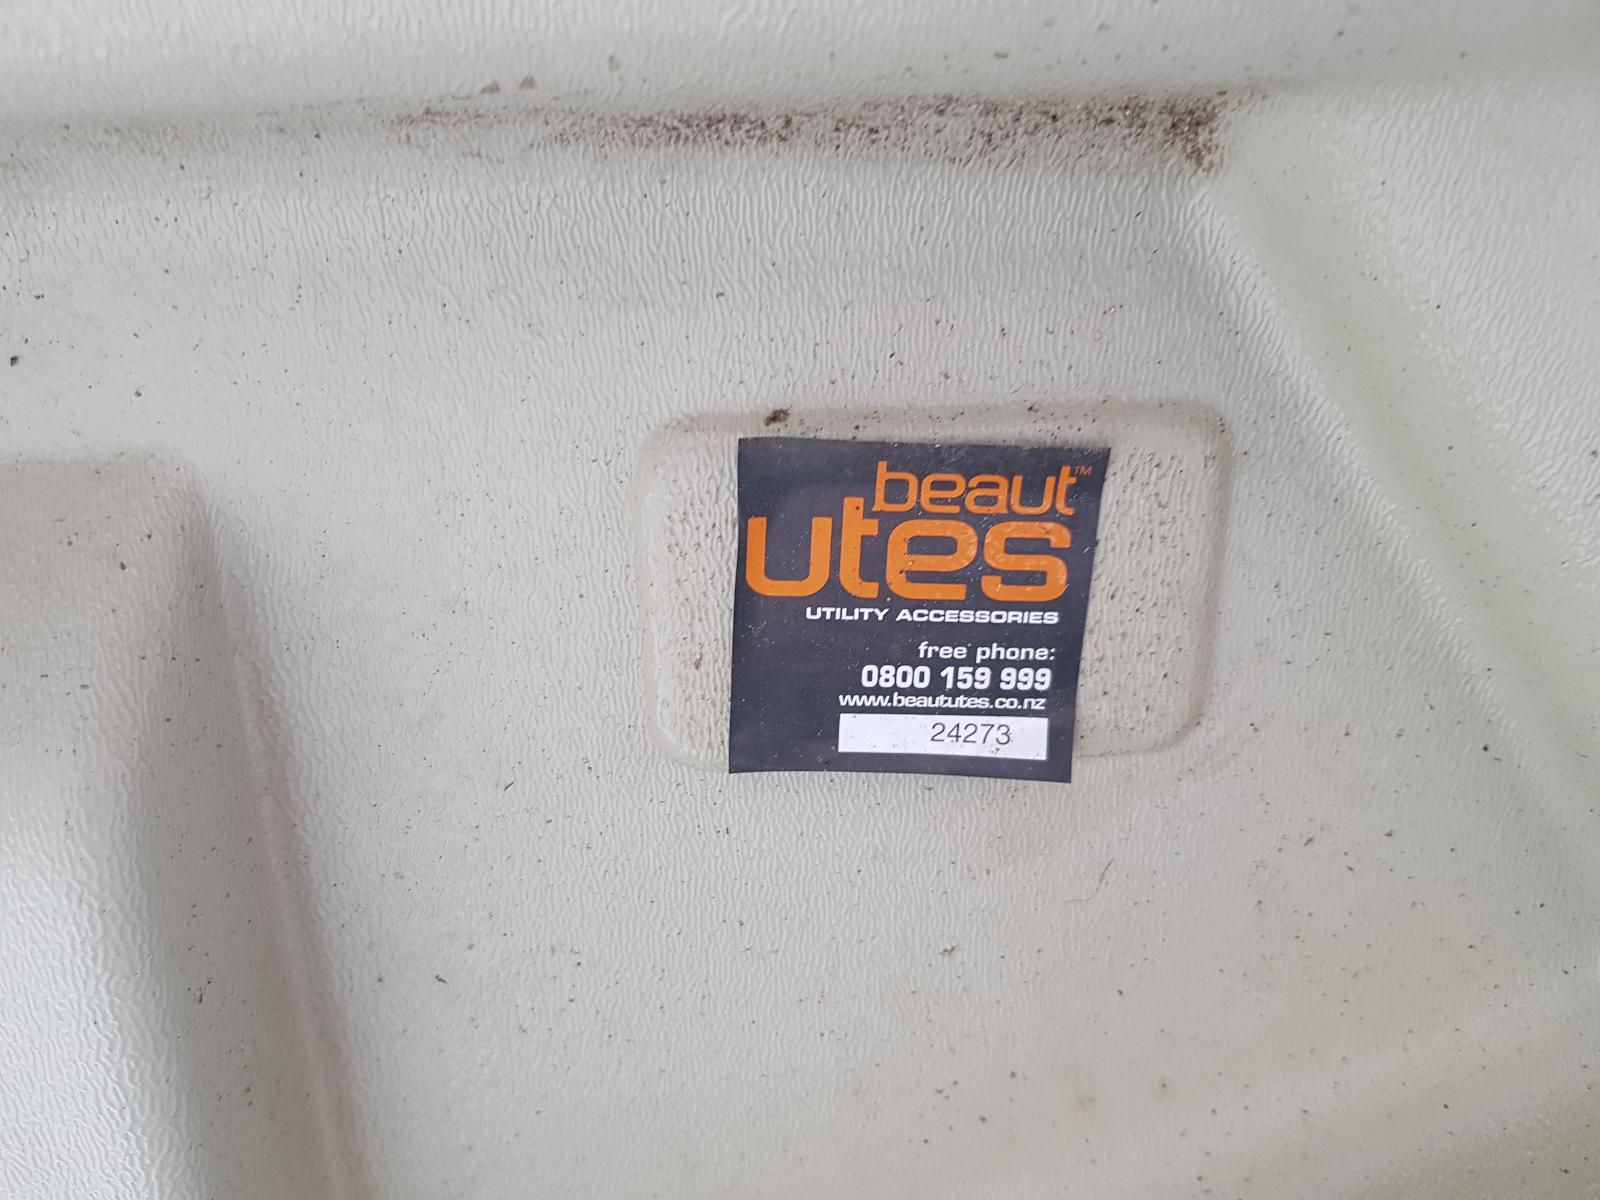 beaut™
utes
UTILITY ACCESSORIES
free phone:
0800 159 999
www.beaututes.co.nz
24273